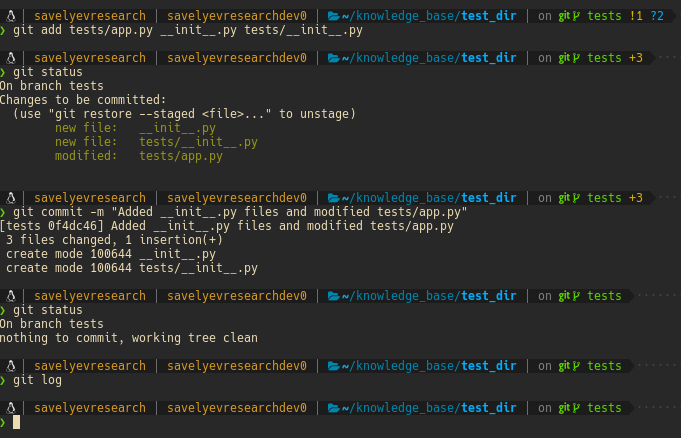 savelyevresearch | savelyevresearchdev0 | ~/knowledge_base/test_dir | on git tests !1 ?2
❯ git add tests/app.py __init__.py tests/__init__.py
savelyevresearch | savelyevresearchdev0 | ~/knowledge_base/test_dir | on git tests +3
❯ git status
On branch tests
Changes to be committed:
  (use "git restore --staged <file>..." to unstage)
        new file:   __init__.py
        new file:   tests/__init__.py
        modified:   tests/app.py
savelyevresearch | savelyevresearchdev0 | ~/knowledge_base/test_dir | on git tests +3
❯ git commit -m "Added __init__.py files and modified tests/app.py"
[tests 0f4dc46] Added __init__.py files and modified tests/app.py
 3 files changed, 1 insertion(+)
 create mode 100644 __init__.py
 create mode 100644 tests/__init__.py
savelyevresearch | savelyevresearchdev0 | ~/knowledge_base/test_dir | on git tests
❯ git status
On branch tests
nothing to commit, working tree clean
savelyevresearch | savelyevresearchdev0 | ~/knowledge_base/test_dir | on git tests
❯ git log
savelyevresearch | savelyevresearchdev0 | ~/knowledge_base/test_dir | on git tests
❯